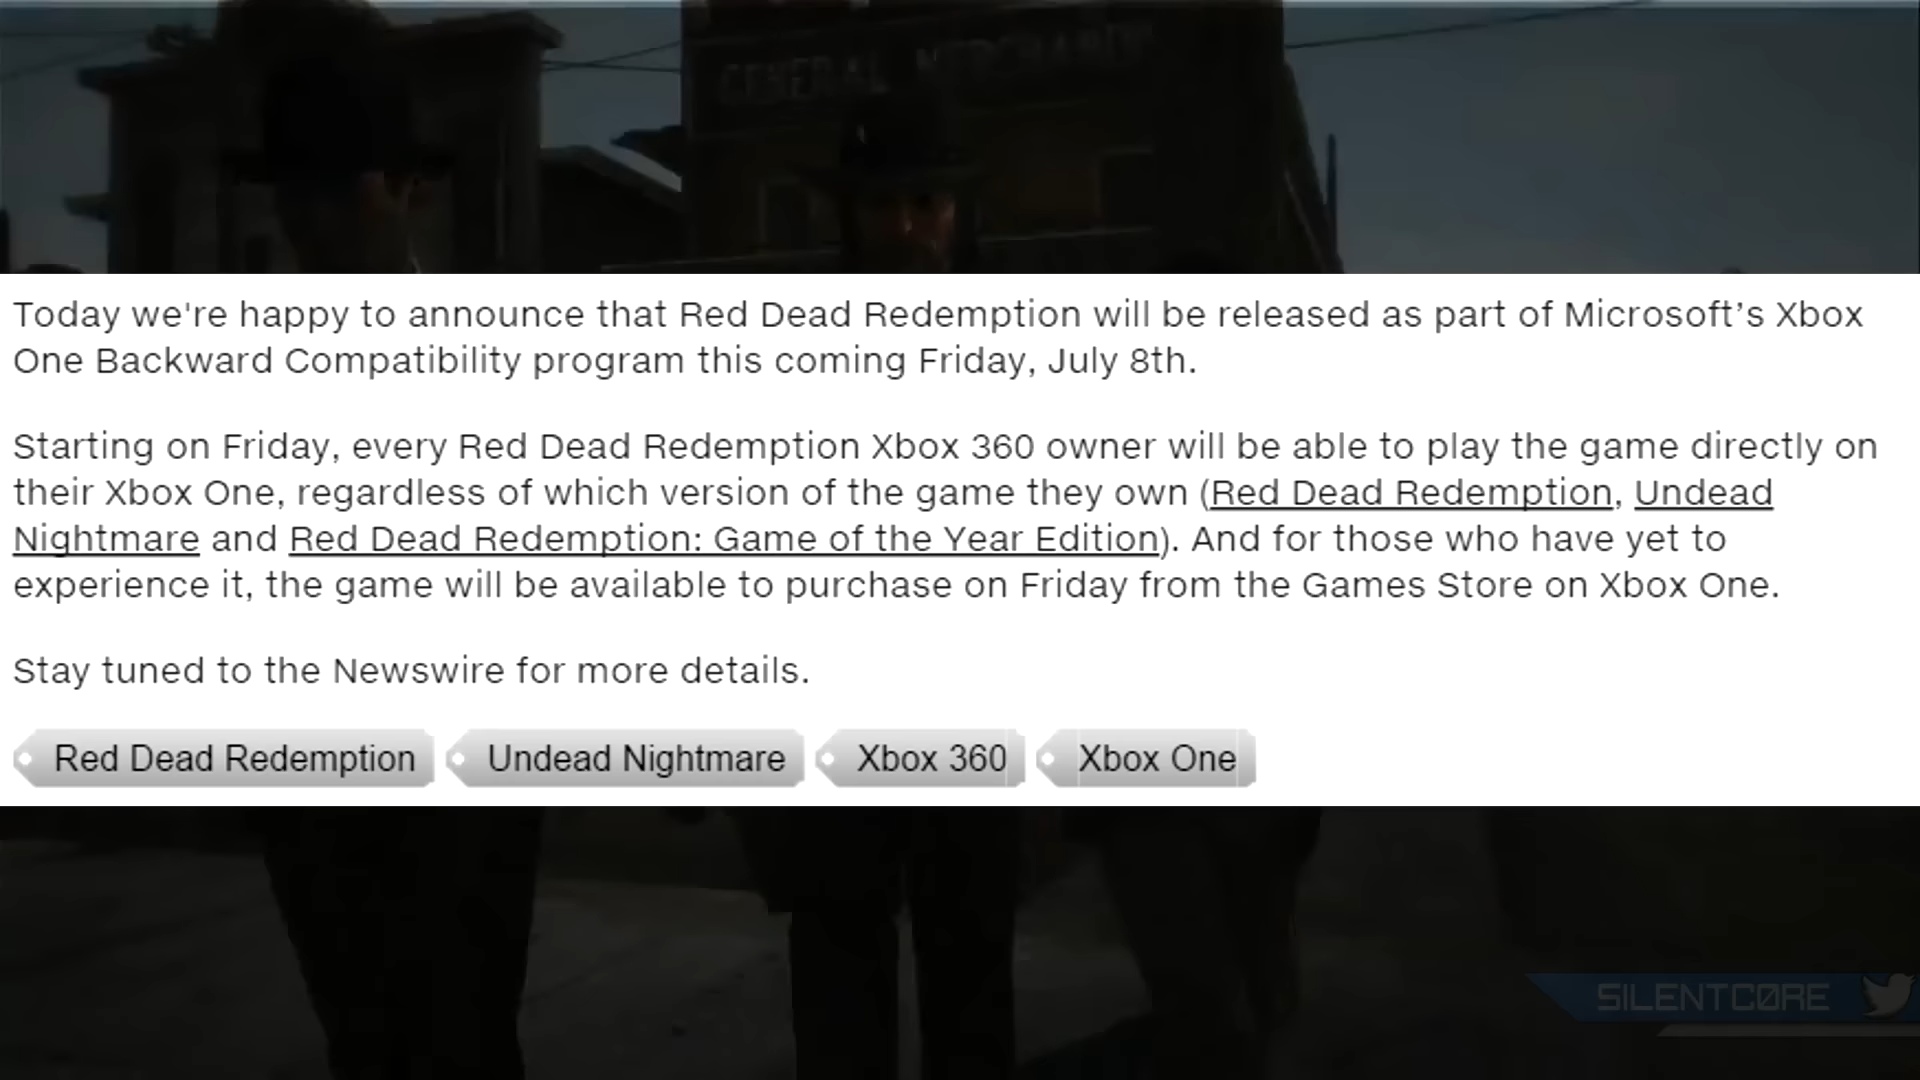 GENERAL MERCHANDISE
Today we're happy to announce that Red Dead Redemption will be released as part of Microsoft’s Xbox
One Backward Compatibility program this coming Friday, July 8th.
Starting on Friday, every Red Dead Redemption Xbox 360 owner will be able to play the game directly on
their Xbox One, regardless of which version of the game they own (Red Dead Redemption, Undead
Nightmare and Red Dead Redemption: Game of the Year Edition). And for those who have yet to
experience it, the game will be available to purchase on Friday from the Games Store on Xbox One.
Stay tuned to the Newswire for more details.
Red Dead Redemption Undead Nightmare Xbox 360 Xbox One
SILENTCØRE